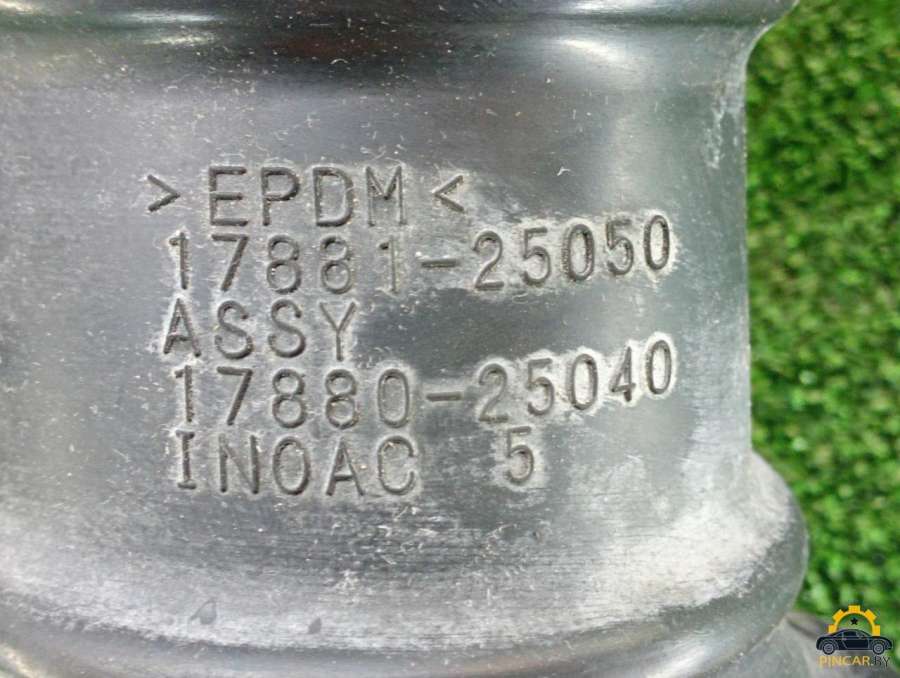 >EPDM<
17881-25050
ASSY
17880-25040
INOAC 5
PINCAR.BY